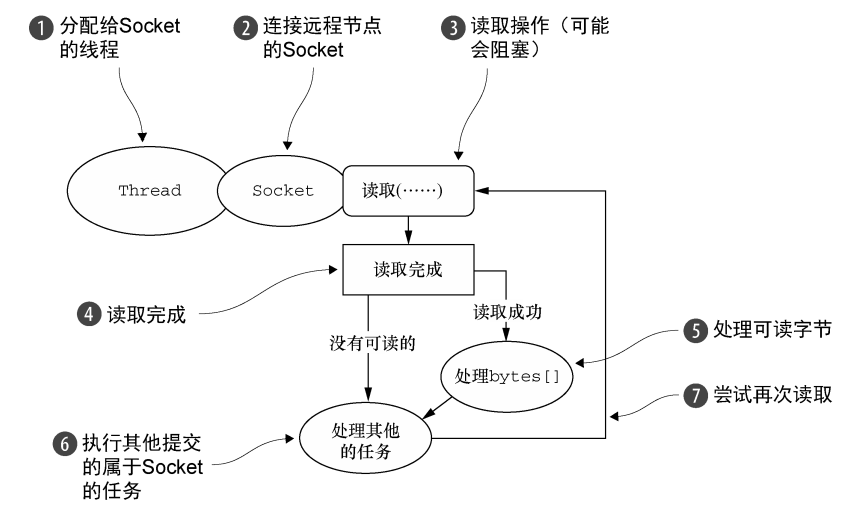 1 分配给Socket
的线程
2 连接远程节点
的Socket
3 读取操作（可能
会阻塞）
Thread
Socket
读取(……)
读取完成
4 读取完成
读取成功
没有可读的
5 处理可读字节
处理bytes[]
7 尝试再次读取
处理其他
的任务
6 执行其他提交
的属于Socket
的任务